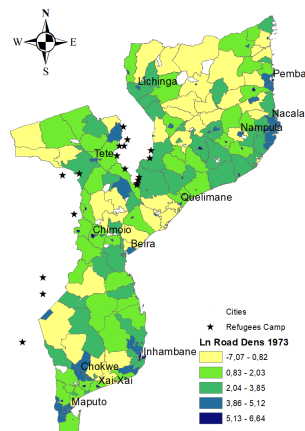 N
W E
S
Pemba
Lichinga
Nacala
Nampula
Tete
Quelimane
Chimoio
Beira
Inhambane
Chokwe
Xai-Xai
Maputo
Cities
Refugees Camp
Ln Road Dens 1973
-7,07 - 0,82
0,83 - 2,03
2,04 - 3,85
3,86 - 5,12
5,13 - 6,64